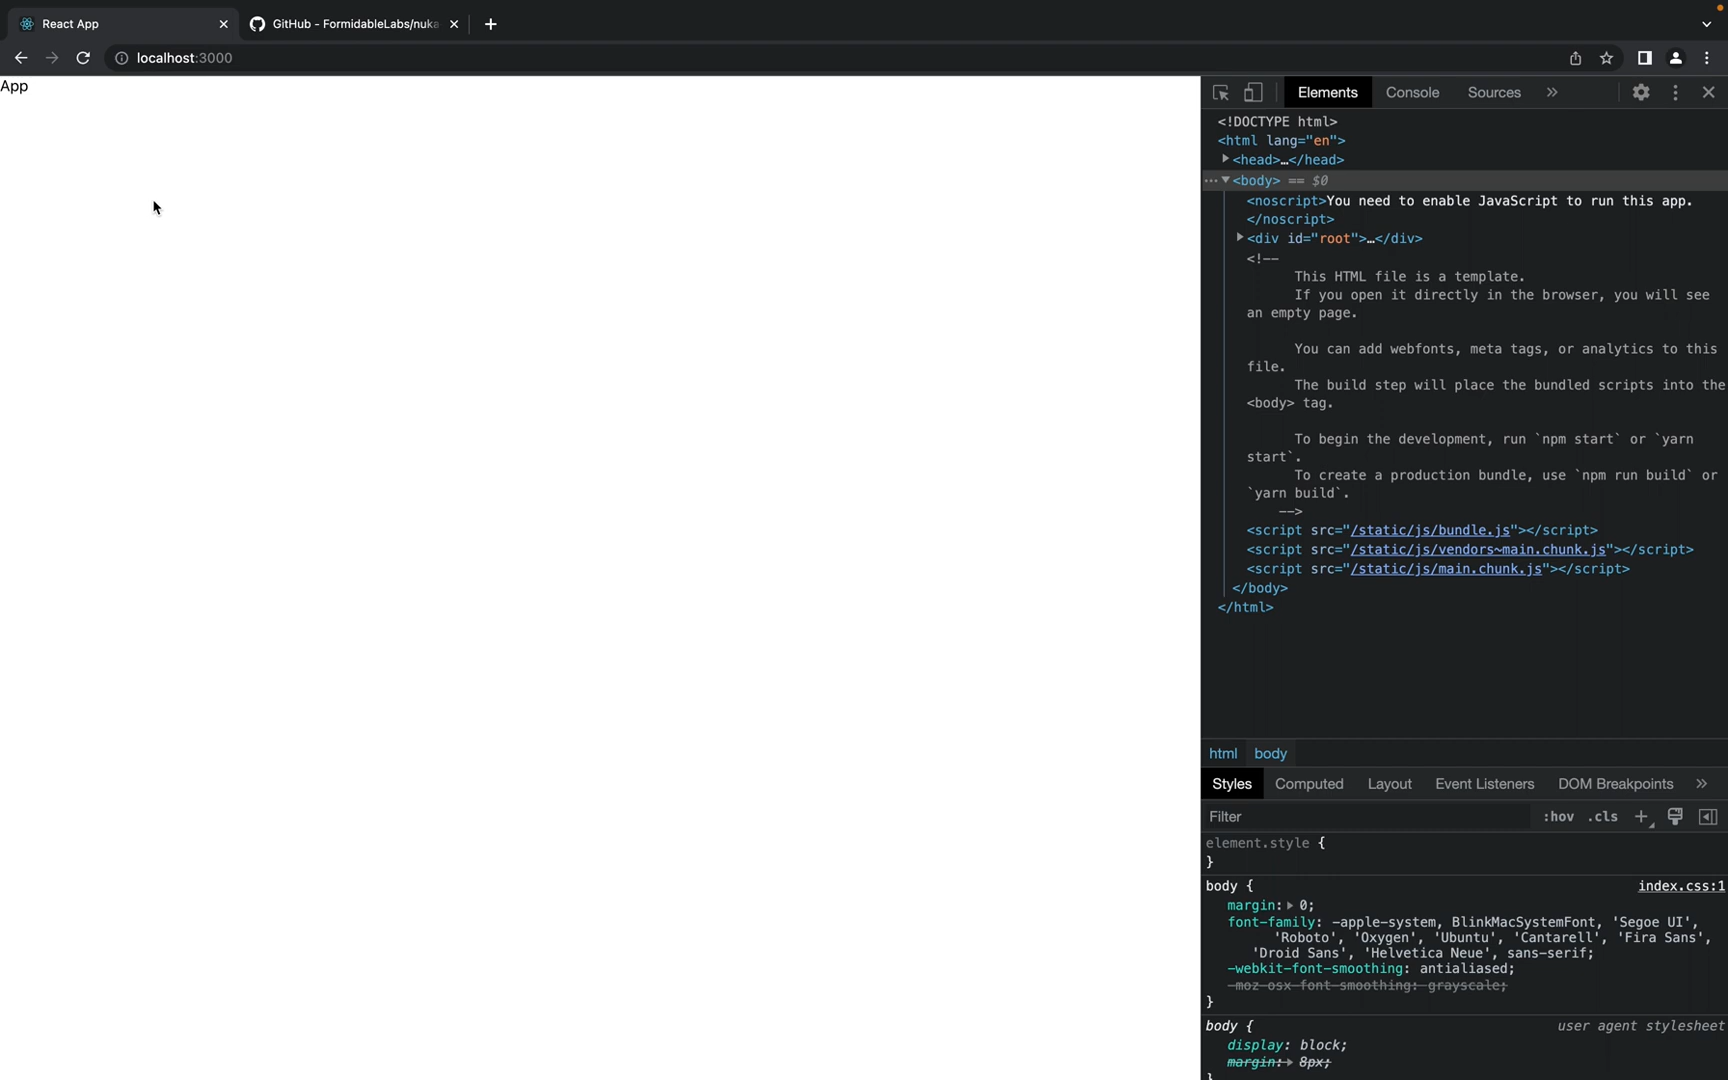 React App
GitHub - FormidableLabs/nuka
localhost:3000
App
Elements
Console
Sources
<!DOCTYPE html>
<html lang="en">
<head>…</head>
<body> == $0
<noscript>You need to enable JavaScript to run this app.
</noscript>
<div id="root">…</div>
<!--
This HTML file is a template.
If you open it directly in the browser, you will see
an empty page.
You can add webfonts, meta tags, or analytics to this
file.
The build step will place the bundled scripts into the
<body> tag.
To begin the development, run `npm start` or `yarn
start`.
To create a production bundle, use `npm run build` or
`yarn build`.
-->
<script src="/static/js/bundle.js"></script>
<script src="/static/js/vendors~main.chunk.js"></script>
<script src="/static/js/main.chunk.js"></script>
</body>
</html>
html body
Styles Computed Layout Event Listeners DOM Breakpoints
Filter :hov .cls
element.style {
}
body { index.css:1
margin: 0;
font-family: -apple-system, BlinkMacSystemFont, 'Segoe UI',
'Roboto', 'Oxygen', 'Ubuntu', 'Cantarell', 'Fira Sans',
'Droid Sans', 'Helvetica Neue', sans-serif;
-webkit-font-smoothing: antialiased;
-moz-osx-font-smoothing: grayscale;
}
body { user agent stylesheet
display: block;
margin: 8px;
}